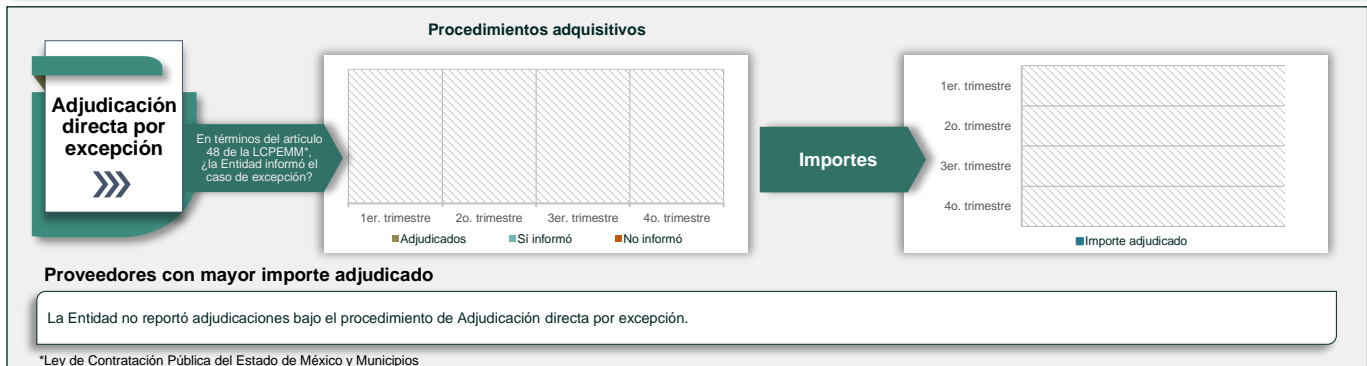 Procedimientos adquisitivos
Adjudicación
directa por
excepción
En términos del artículo
48 de la LCPEMM*,
¿la Entidad informó el
caso de excepción?
1er. trimestre 2o. trimestre 3er. trimestre 4o. trimestre
Adjudicados Sí informó No informó
Importes
1er. trimestre
2o. trimestre
3er. trimestre
4o. trimestre
Importe adjudicado
Proveedores con mayor importe adjudicado
La Entidad no reportó adjudicaciones bajo el procedimiento de Adjudicación directa por excepción.
*Ley de Contratación Pública del Estado de México y Municipios